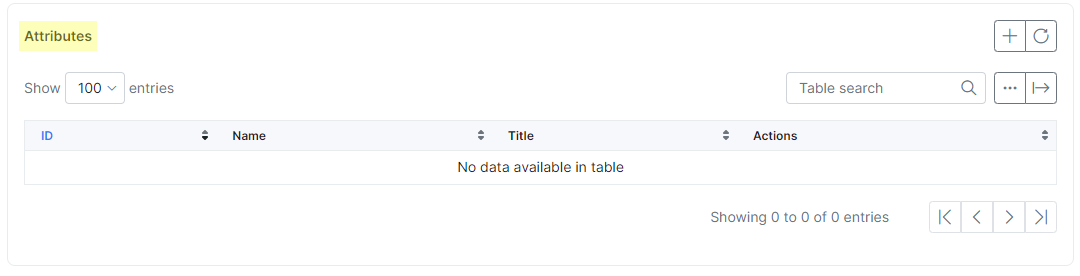 Attributes
Show 100 entries
Table search
ID Name Title Actions
No data available in table
Showing 0 to 0 of 0 entries